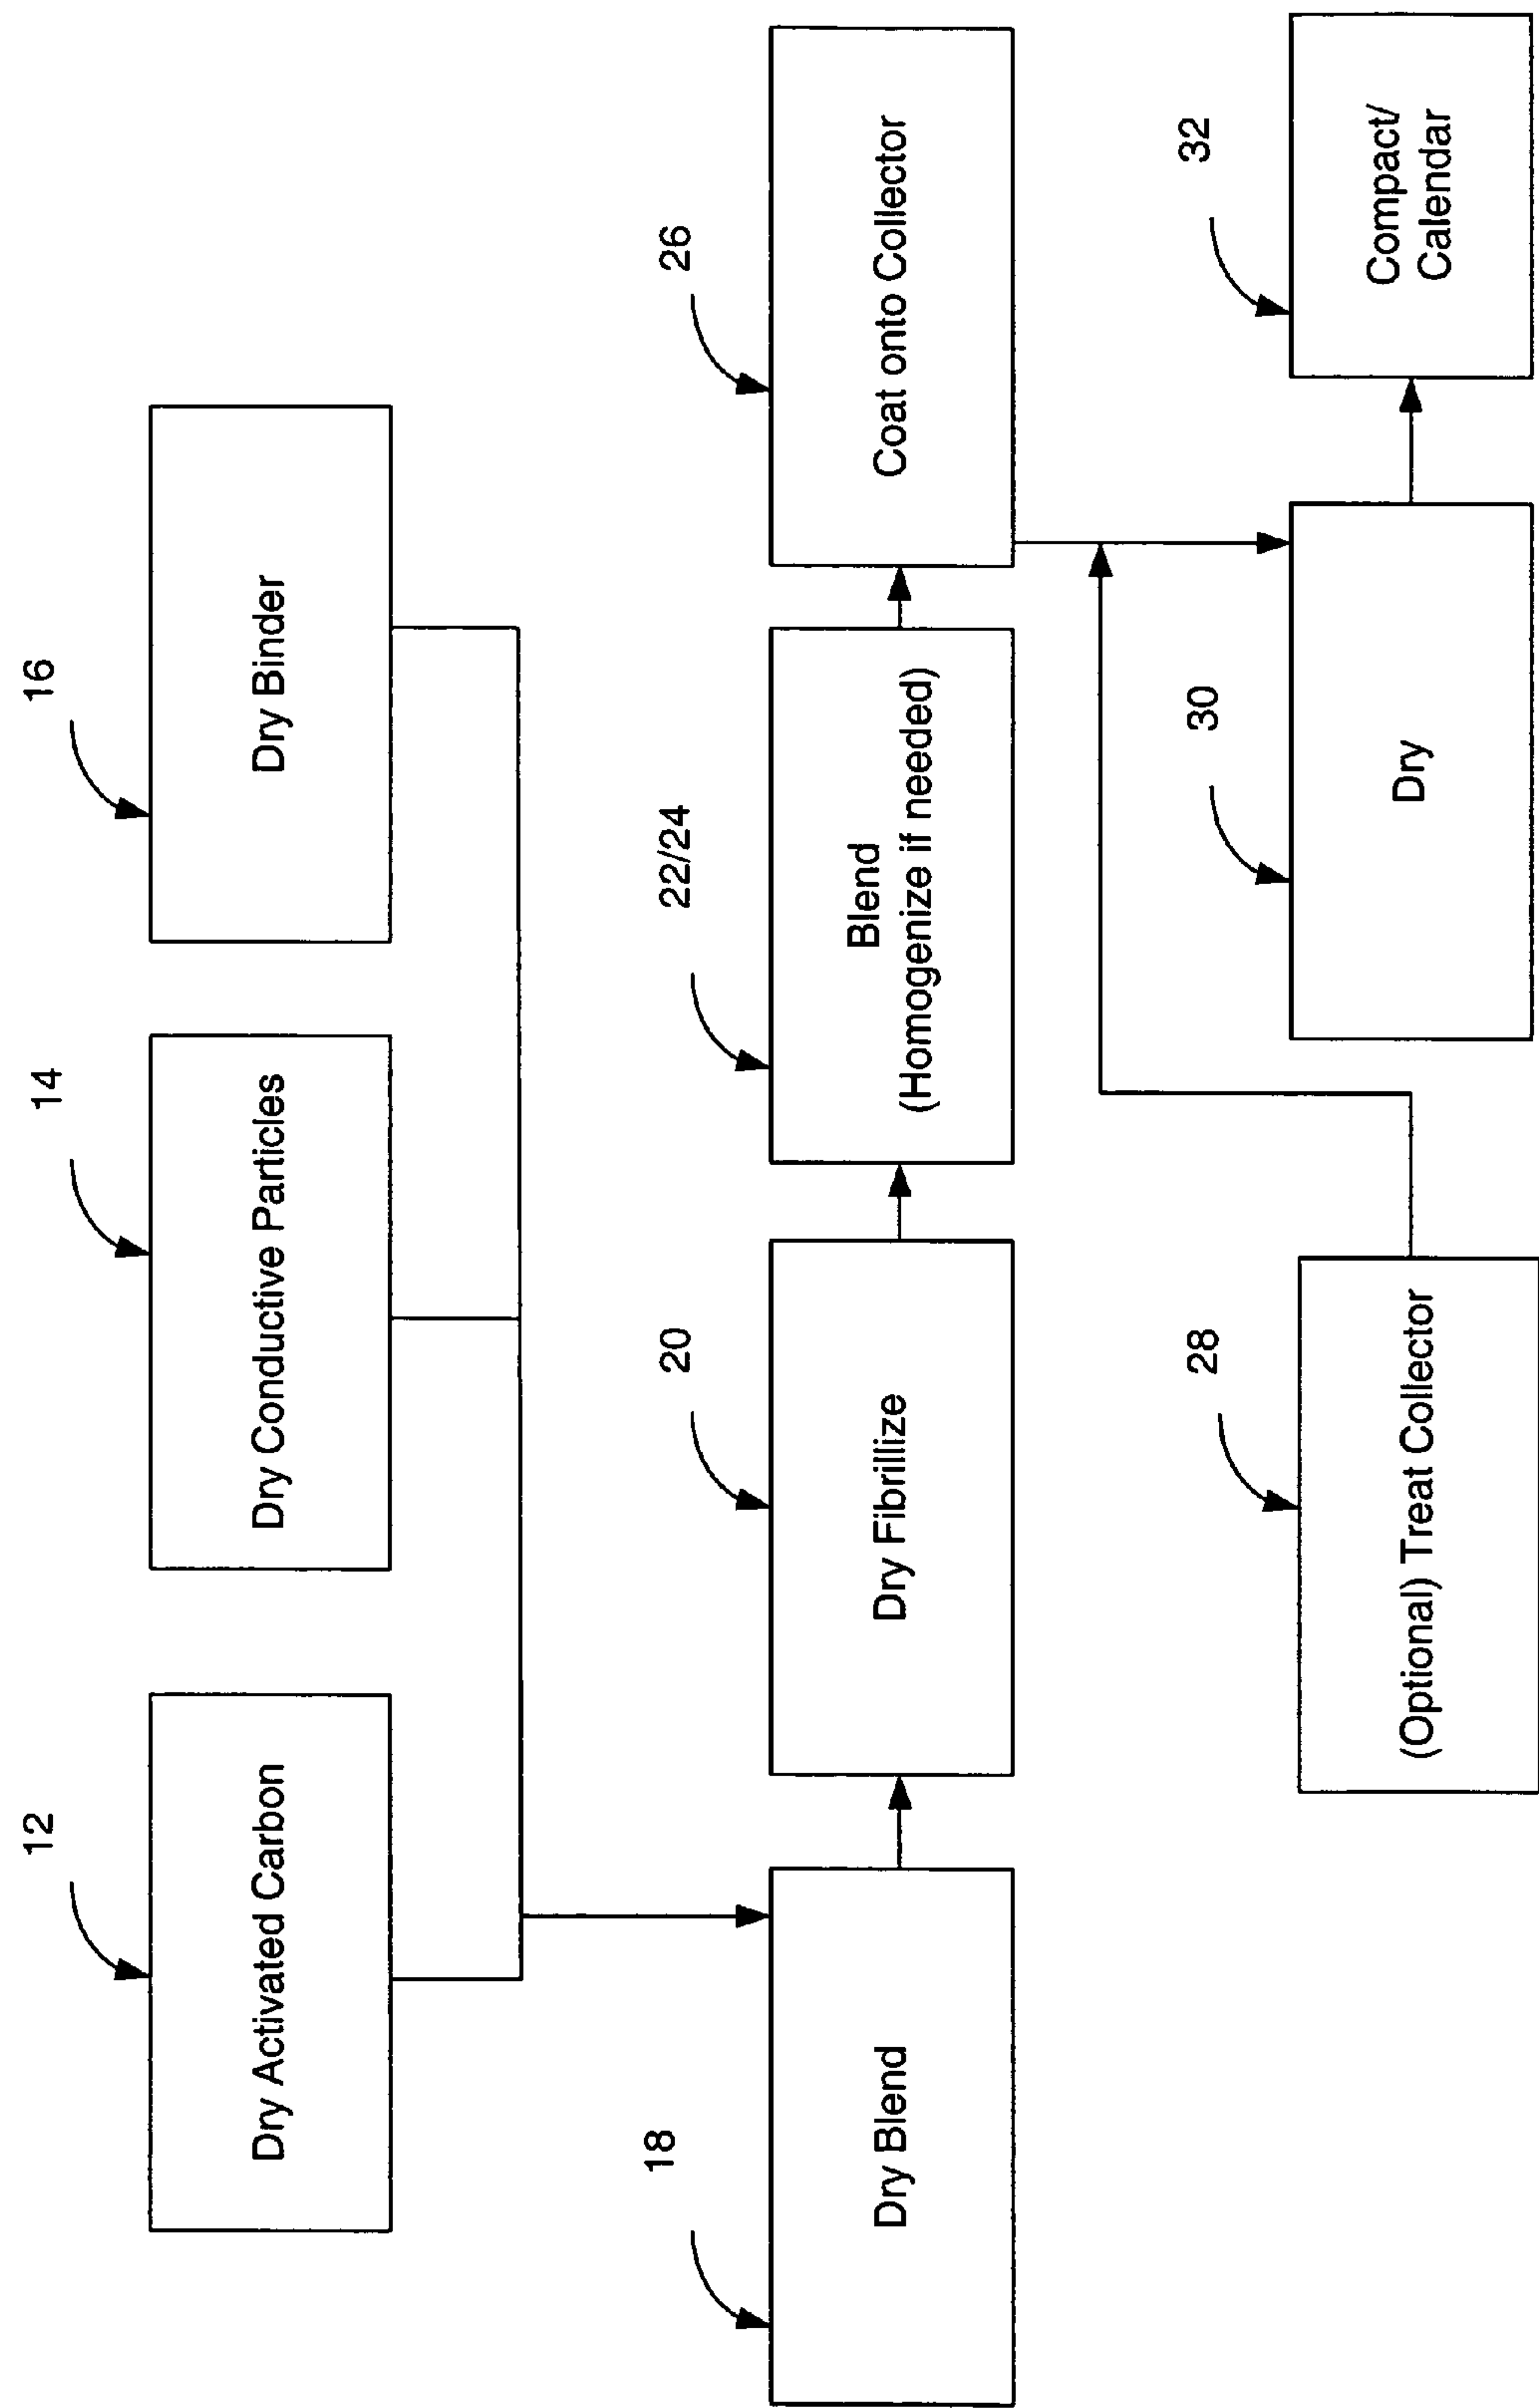 12
Dry Activated Carbon
14
Dry Conductive Particles
16
Dry Binder
18
Dry Blend
20
Dry Fibrillize
22/24
Blend
(Homogenize if needed)
26
Coat onto Collector
28
(Optional) Treat Collector
30
Dry
32
Compact/
Calendar